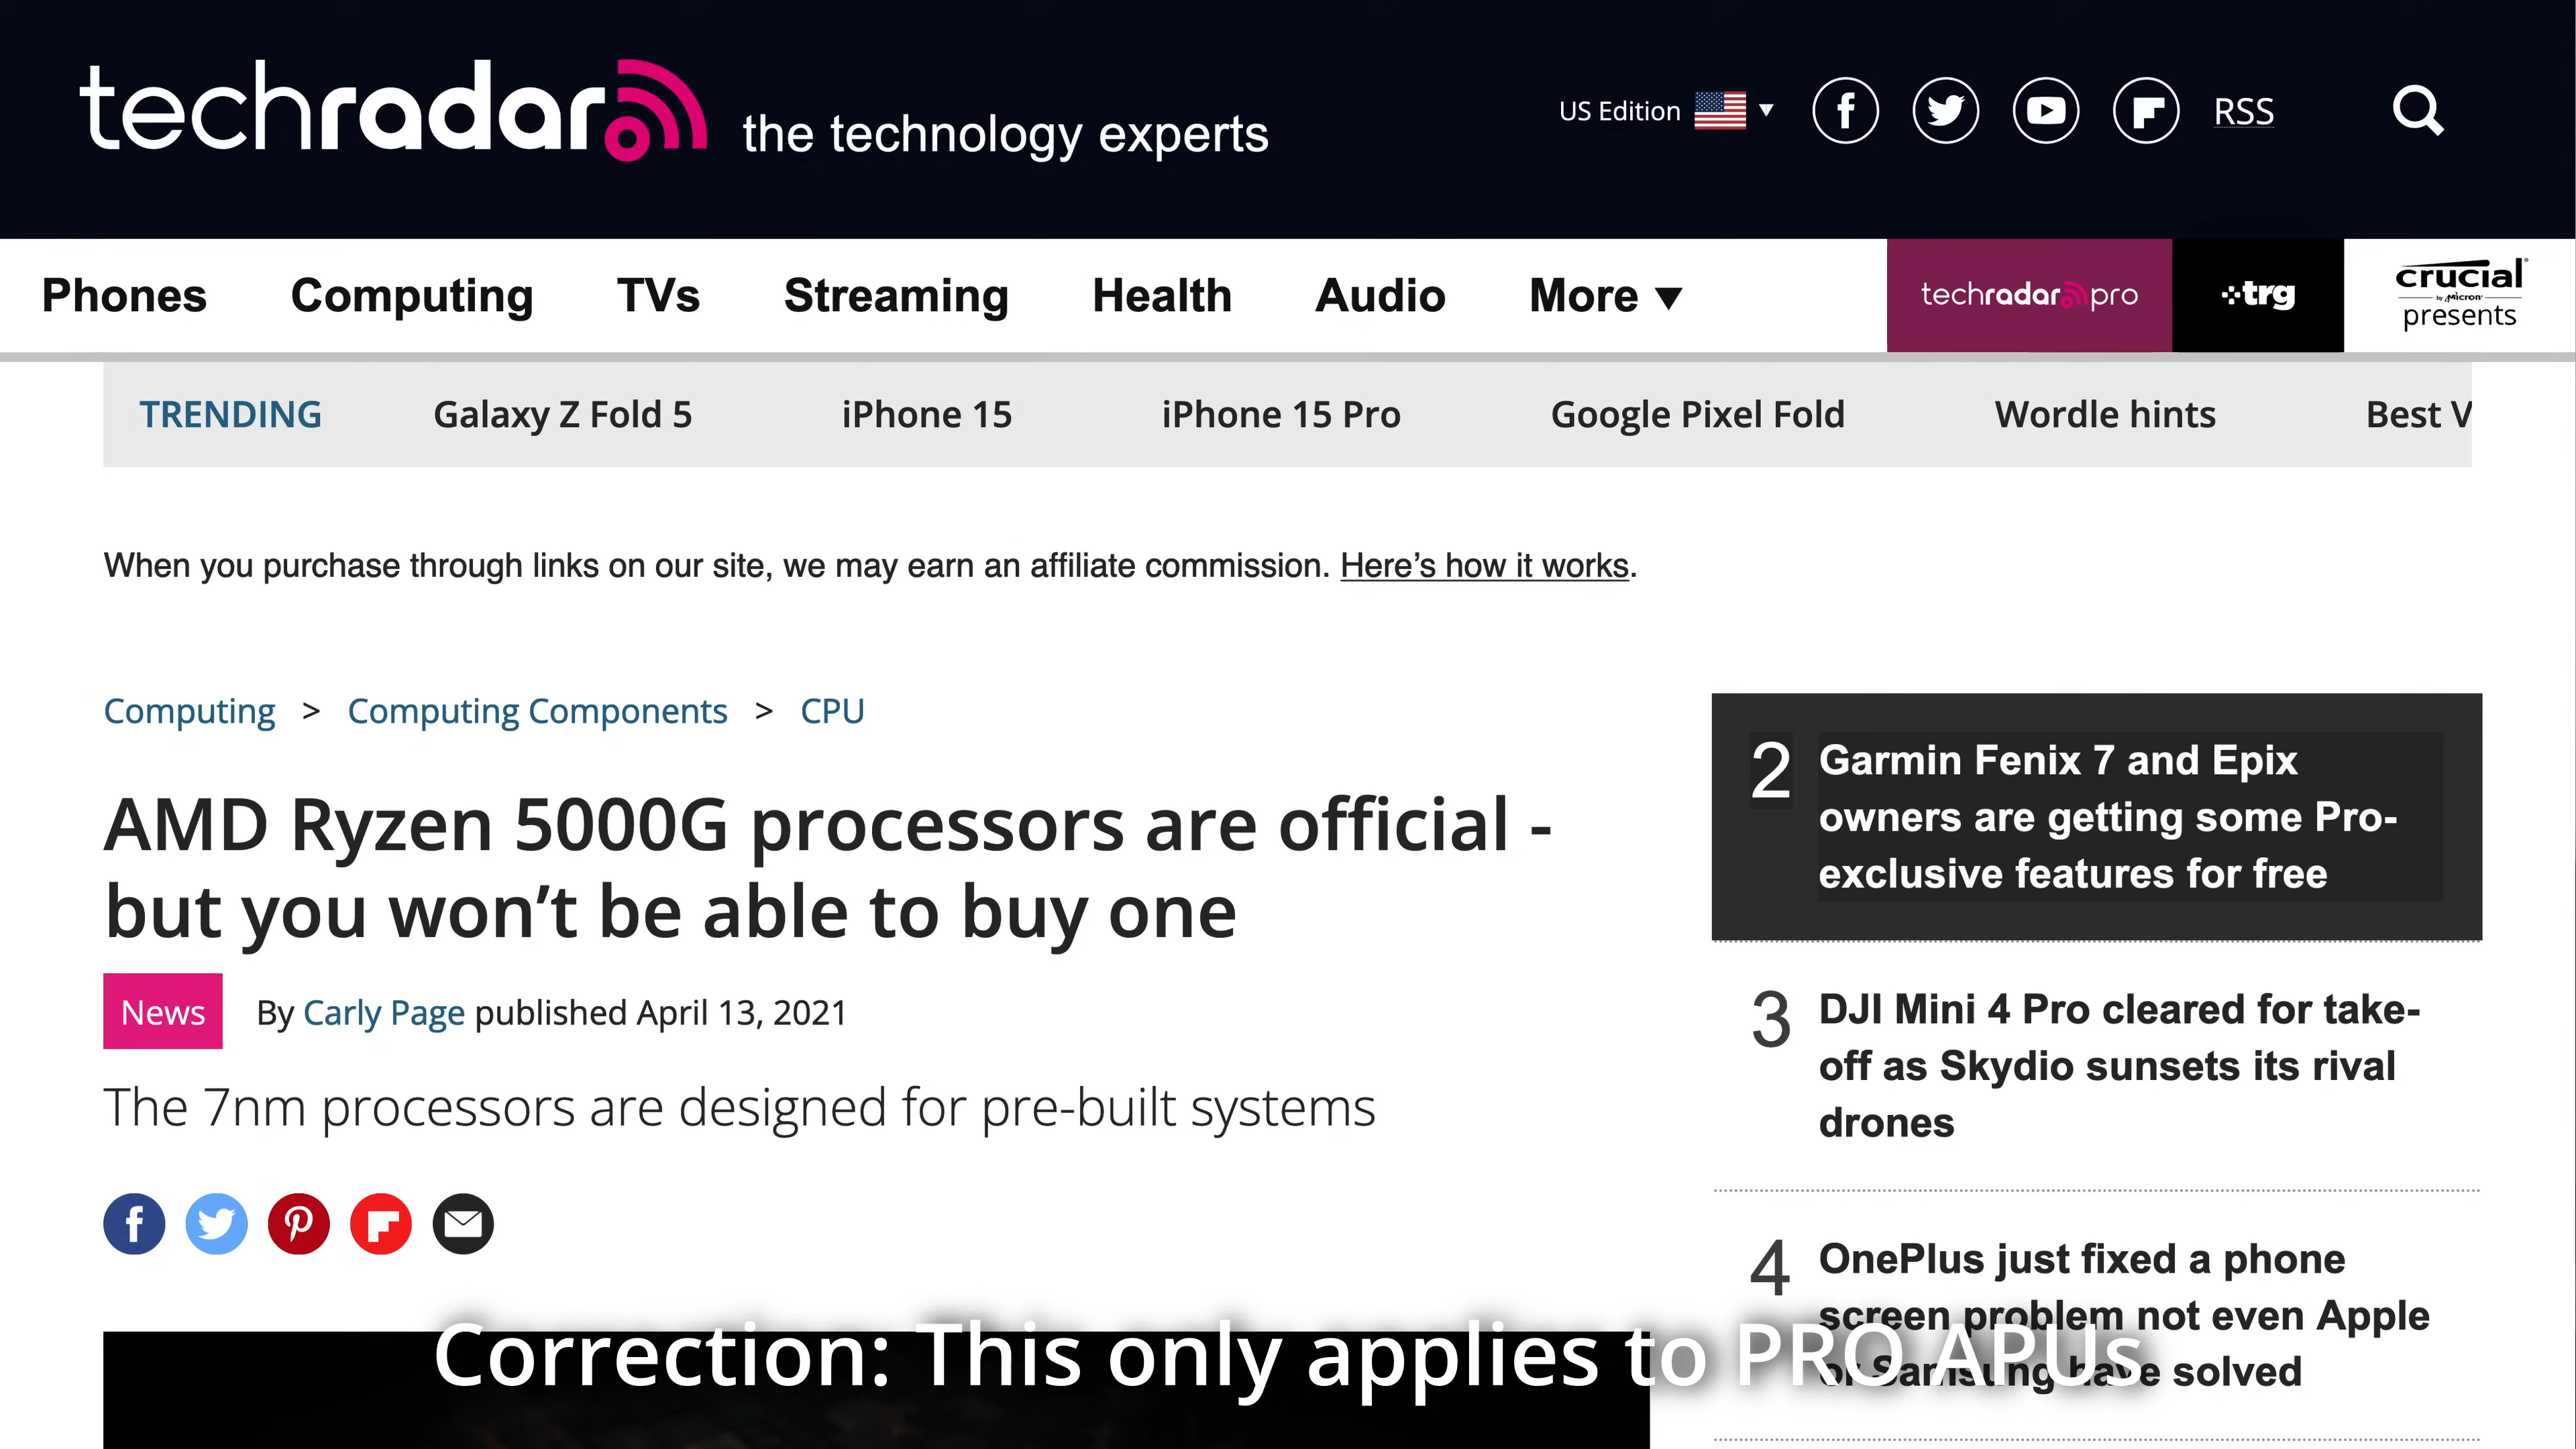 techradar the technology experts
US Edition ▼ RSS
Phones Computing TVs Streaming Health Audio More ▼ techradar pro trg crucial by Micron presents
TRENDING Galaxy Z Fold 5 iPhone 15 iPhone 15 Pro Google Pixel Fold Wordle hints Best V
When you purchase through links on our site, we may earn an affiliate commission. Here’s how it works.
Computing > Computing Components > CPU
AMD Ryzen 5000G processors are official -
but you won’t be able to buy one
News By Carly Page published April 13, 2021
The 7nm processors are designed for pre-built systems
2 Garmin Fenix 7 and Epix
owners are getting some Pro-
exclusive features for free
3 DJI Mini 4 Pro cleared for take-
off as Skydio sunsets its rival
drones
4 OnePlus just fixed a phone
screen problem not even Apple
or Samsung have solved
Correction: This only applies to PRO APUs